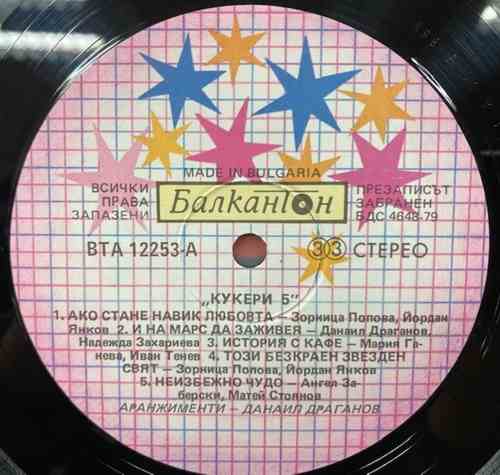 MADE IN BULGARIA
ВСИЧКИ
ПРАВА
ЗАПАЗЕНИ
Балкантон
ПРЕЗАПИСЪТ
ЗАБРАНЕН
БДС 4648-79
ВТА 12253-А
33 СТЕРЕО
„КУКЕРИ 5"
1. АКО СТАНЕ НАВИК ЛЮБОВТА – Зорница Попова, Йордан
Янков 2. И НА МАРС ДА ЗАЖИВЕЯ – Данаил Драганов,
Надежда Захариева 3. ИСТОРИЯ С КАФЕ – Мария Га-
нева, Иван Тенев 4. ТОЗИ БЕЗКРАЕН ЗВЕЗДЕН
СВЯТ – Зорница Попова, Йордан Янков
5. НЕИЗБЕЖНО ЧУДО – Ангел За-
берски, Матей Стоянов
АРАНЖИМЕНТИ – ДАНАИЛ ДРАГАНОВ